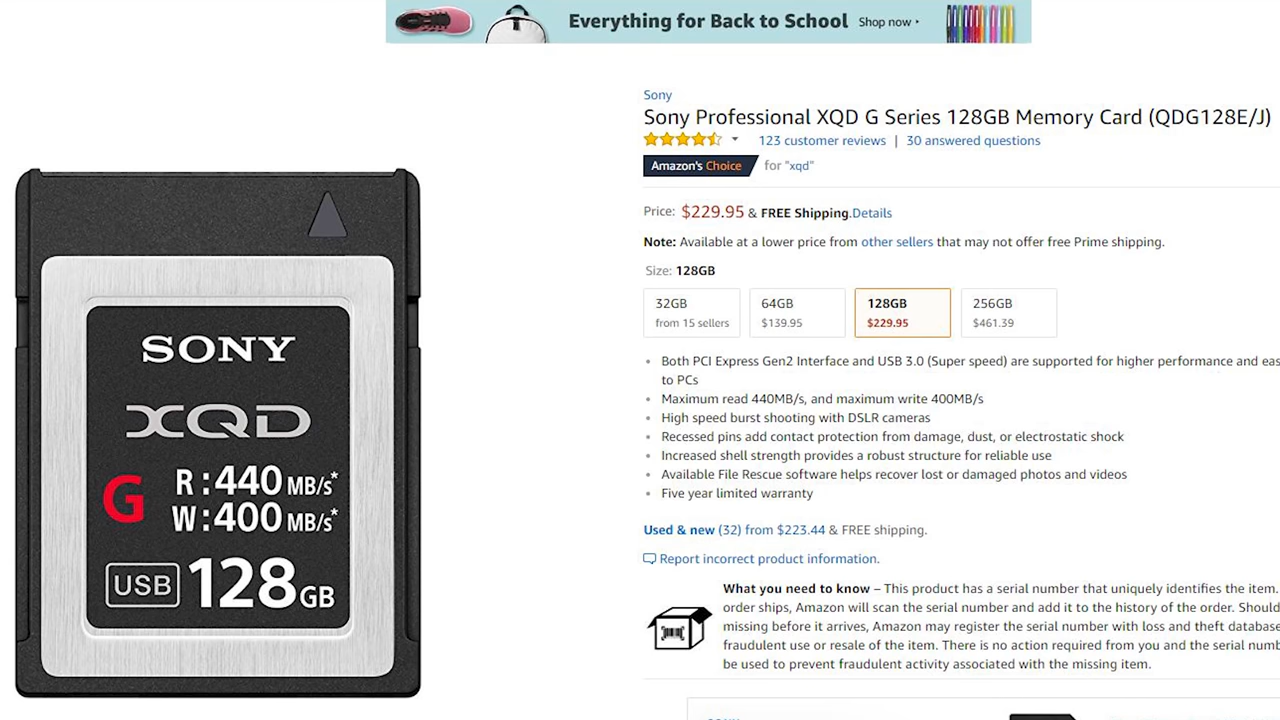 Everything for Back to School Shop now
Sony
Sony Professional XQD G Series 128GB Memory Card (QDG128E/J)
123 customer reviews | 30 answered questions
Amazon's Choice for "xqd"
Price: $229.95 & FREE Shipping.Details
Note: Available at a lower price from other sellers that may not offer free Prime shipping.
Size: 128GB
32GB 64GB 128GB 256GB
from 15 sellers $139.95 $229.95 $461.39
• Both PCI Express Gen2 Interface and USB 3.0 (Super speed) are supported for higher performance and eas
to PCs
• Maximum read 440MB/s, and maximum write 400MB/s
• High speed burst shooting with DSLR cameras
• Recessed pins add contact protection from damage, dust, or electrostatic shock
• Increased shell strength provides a robust structure for reliable use
• Available File Rescue software helps recover lost or damaged photos and videos
• Five year limited warranty
Used & new (32) from $223.44 & FREE shipping.
Report incorrect product information.
What you need to know – This product has a serial number that uniquely identifies the item.
order ships, Amazon will scan the serial number and add it to the history of the order. Should
missing before it arrives, Amazon may register the serial number with loss and theft database
fraudulent use or resale of the item. There is no action required from you and the serial numb
be used to prevent fraudulent activity associated with the missing item.
SONY
XQD
G R:440 MB/s*
W:400 MB/s*
USB 128GB